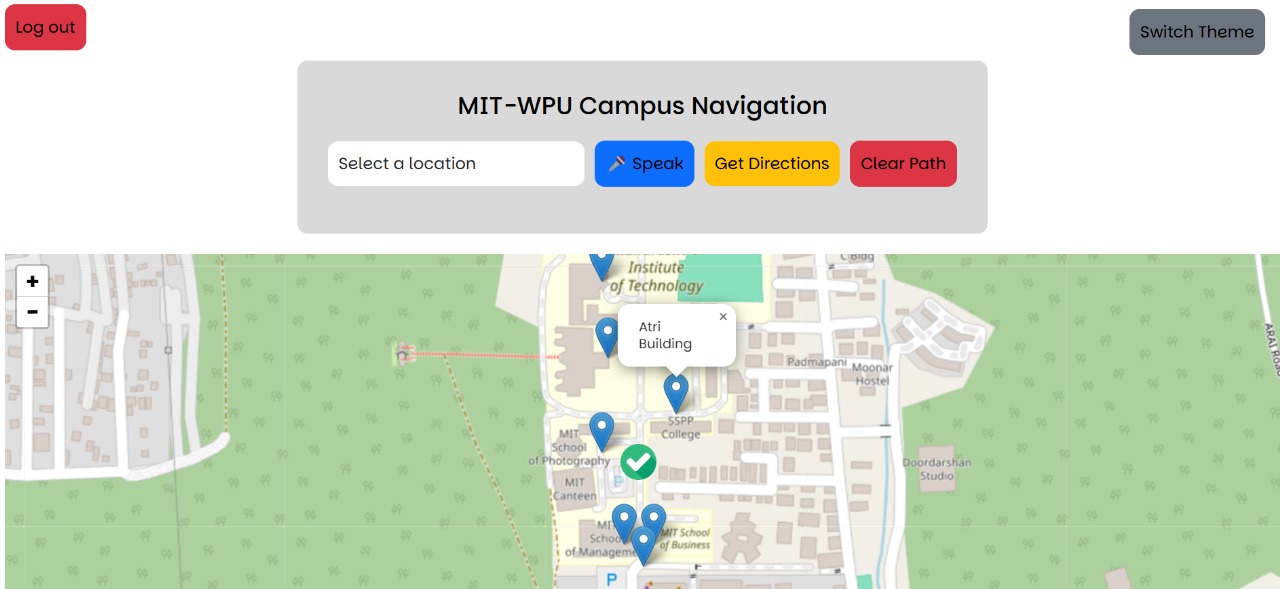 Log out
Switch Theme
MIT-WPU Campus Navigation
Select a location
Speak
Get Directions
Clear Path
+
-
C Bldg
Institute
of Technology
×
Atri
Building
ARAI Road
Padmapani
Moonar
Hostel
SSPP
College
MIT
School
of Photography
Doordarshan
Studio
P
MIT
Canteen
MIT
School
of Management
MIT School
of Business
P